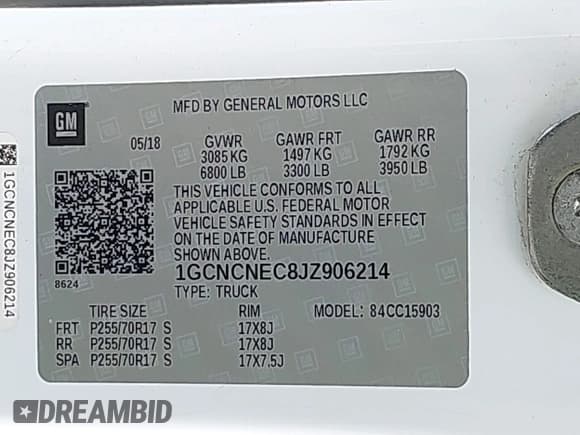 GM
MFD BY GENERAL MOTORS LLC
05/18 GVWR GAWR FRT GAWR RR
3085 KG 1497 KG 1792 KG
6800 LB 3300 LB 3950 LB
THIS VEHICLE CONFORMS TO ALL
APPLICABLE U.S. FEDERAL MOTOR
VEHICLE SAFETY STANDARDS IN EFFECT
ON THE DATE OF MANUFACTURE
SHOWN ABOVE.
8624
1GCNCNEC8JZ906214
TYPE: TRUCK
TIRE SIZE RIM MODEL: 84CC15903
FRT P255/70R17 S 17X8J
RR P255/70R17 S 17X8J
SPA P255/70R17 S 17X7.5J
1GCNCNEC8JZ906214
DREAMBID